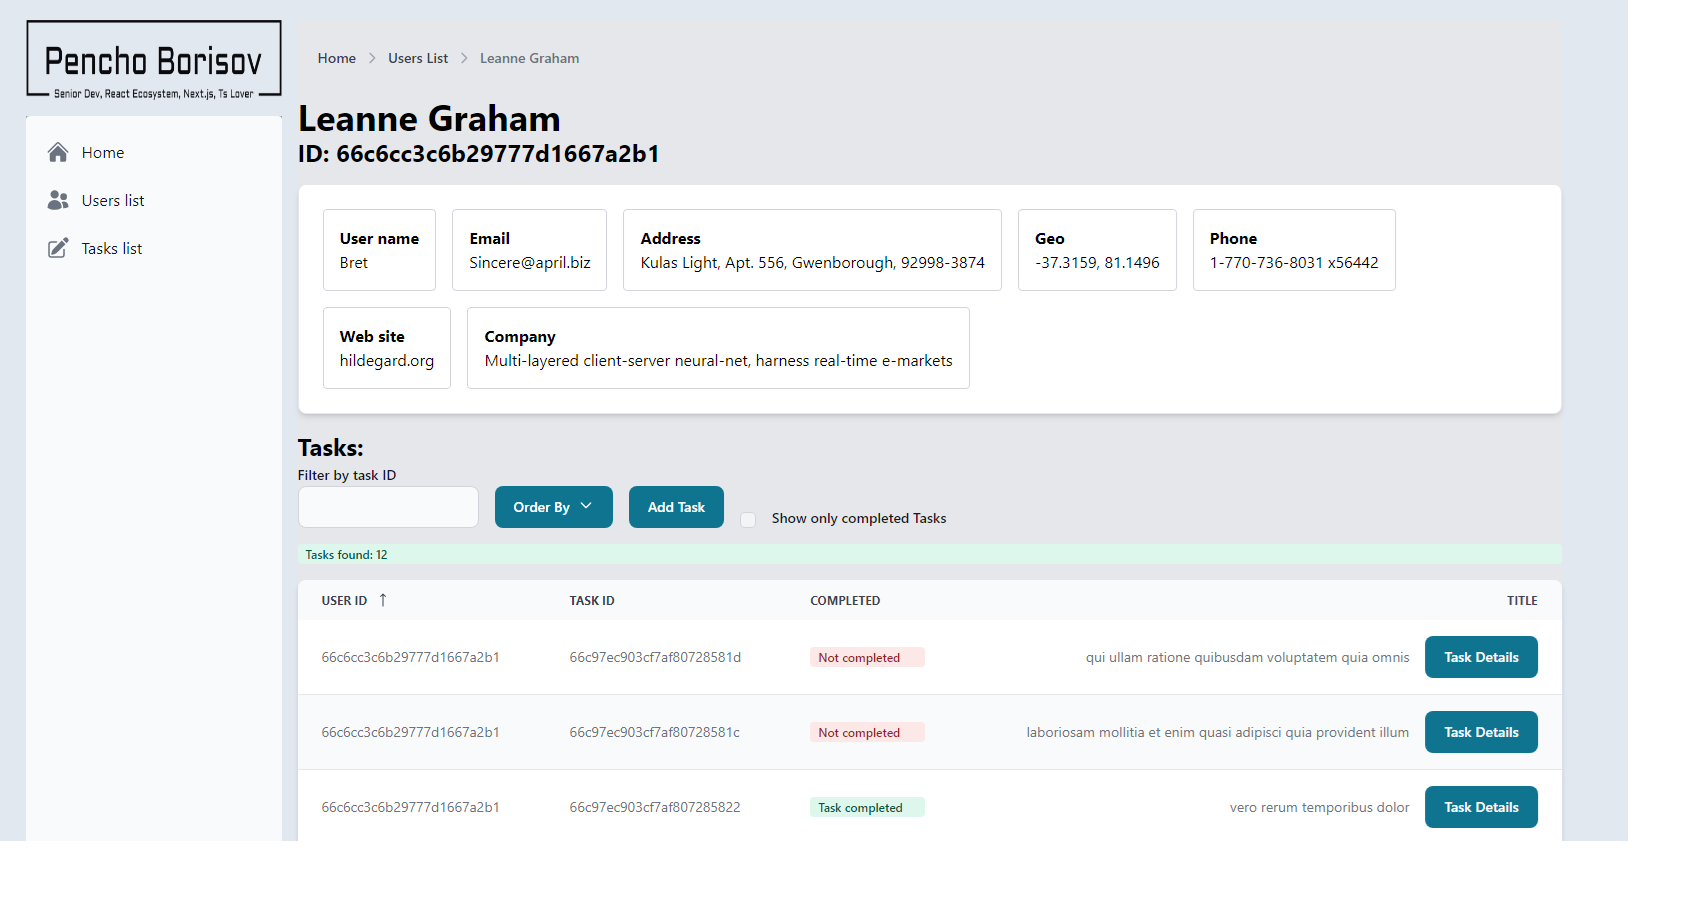 Pencho Borisov
Senior Dev, React Ecosystem, Next.js, Ts Lover
Home
Users list
Tasks list
Home Users List Leanne Graham
Leanne Graham
ID: 66c6cc3c6b29777d1667a2b1
User name
Bret
Email
Sincere@april.biz
Address
Kulas Light, Apt. 556, Gwenborough, 92998-3874
Geo
-37.3159, 81.1496
Phone
1-770-736-8031 x56442
Web site
hildegard.org
Company
Multi-layered client-server neural-net, harness real-time e-markets
Tasks:
Filter by task ID
Order By
Add Task
Show only completed Tasks
Tasks found: 12
USER ID ↑ TASK ID COMPLETED TITLE
66c6cc3c6b29777d1667a2b1 66c97ec903cf7af80728581d Not completed qui ullam ratione quibusdam voluptatem quia omnis Task Details
66c6cc3c6b29777d1667a2b1 66c97ec903cf7af80728581c Not completed laboriosam mollitia et enim quasi adipisci quia provident illum Task Details
66c6cc3c6b29777d1667a2b1 66c97ec903cf7af807285822 Task completed vero rerum temporibus dolor Task Details